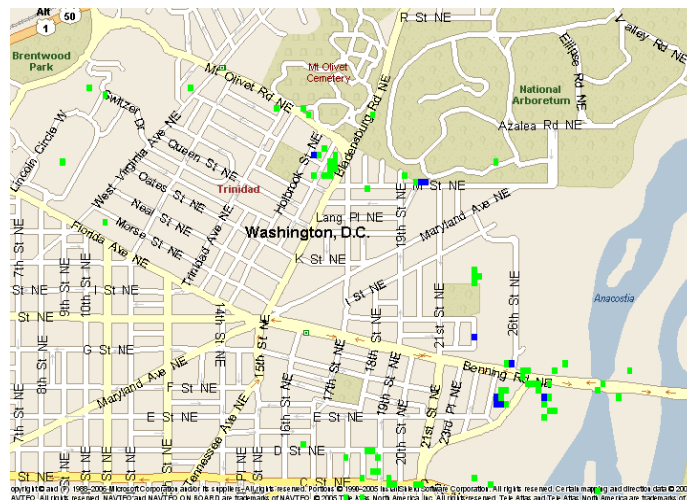 Alt
1
50
R St NE
Valley Rd NE
Ellipse Rd NE
Brentwood
Park
Mt Olivet Rd NE
Mt Olivet
Cemetery
National
Arboretum
Switzer Dr
Bladensburg Rd NE
Azalea Rd NE
Lincoln Circle W
West Virginia Ave NE
Queen St NE
Holbrook St NE
Oates St NE
Trinidad
M St NE
Neal St NE
Lang Pl NE
Morse St NE
Trinidad Ave NE
19th St NE
Maryland Ave NE
Washington, D.C.
Florida Ave NE
K St NE
7th St NE
9th St NE
10th St NE
I St NE
I St NE
21st St NE
26th St NE
Anacostia
14th St NE
St NE
15th St NE
18th St NE
G St NE
8th St NE
Maryland Ave NE
Benning Rd NE
F St NE
17th St NE
19th St NE
7th St NE
E St NE
E St NE
16th St NE
21st St NE
23rd Pl NE
20th St NE
Tennessee Ave NE
D St NE
Pl NE
C St NE